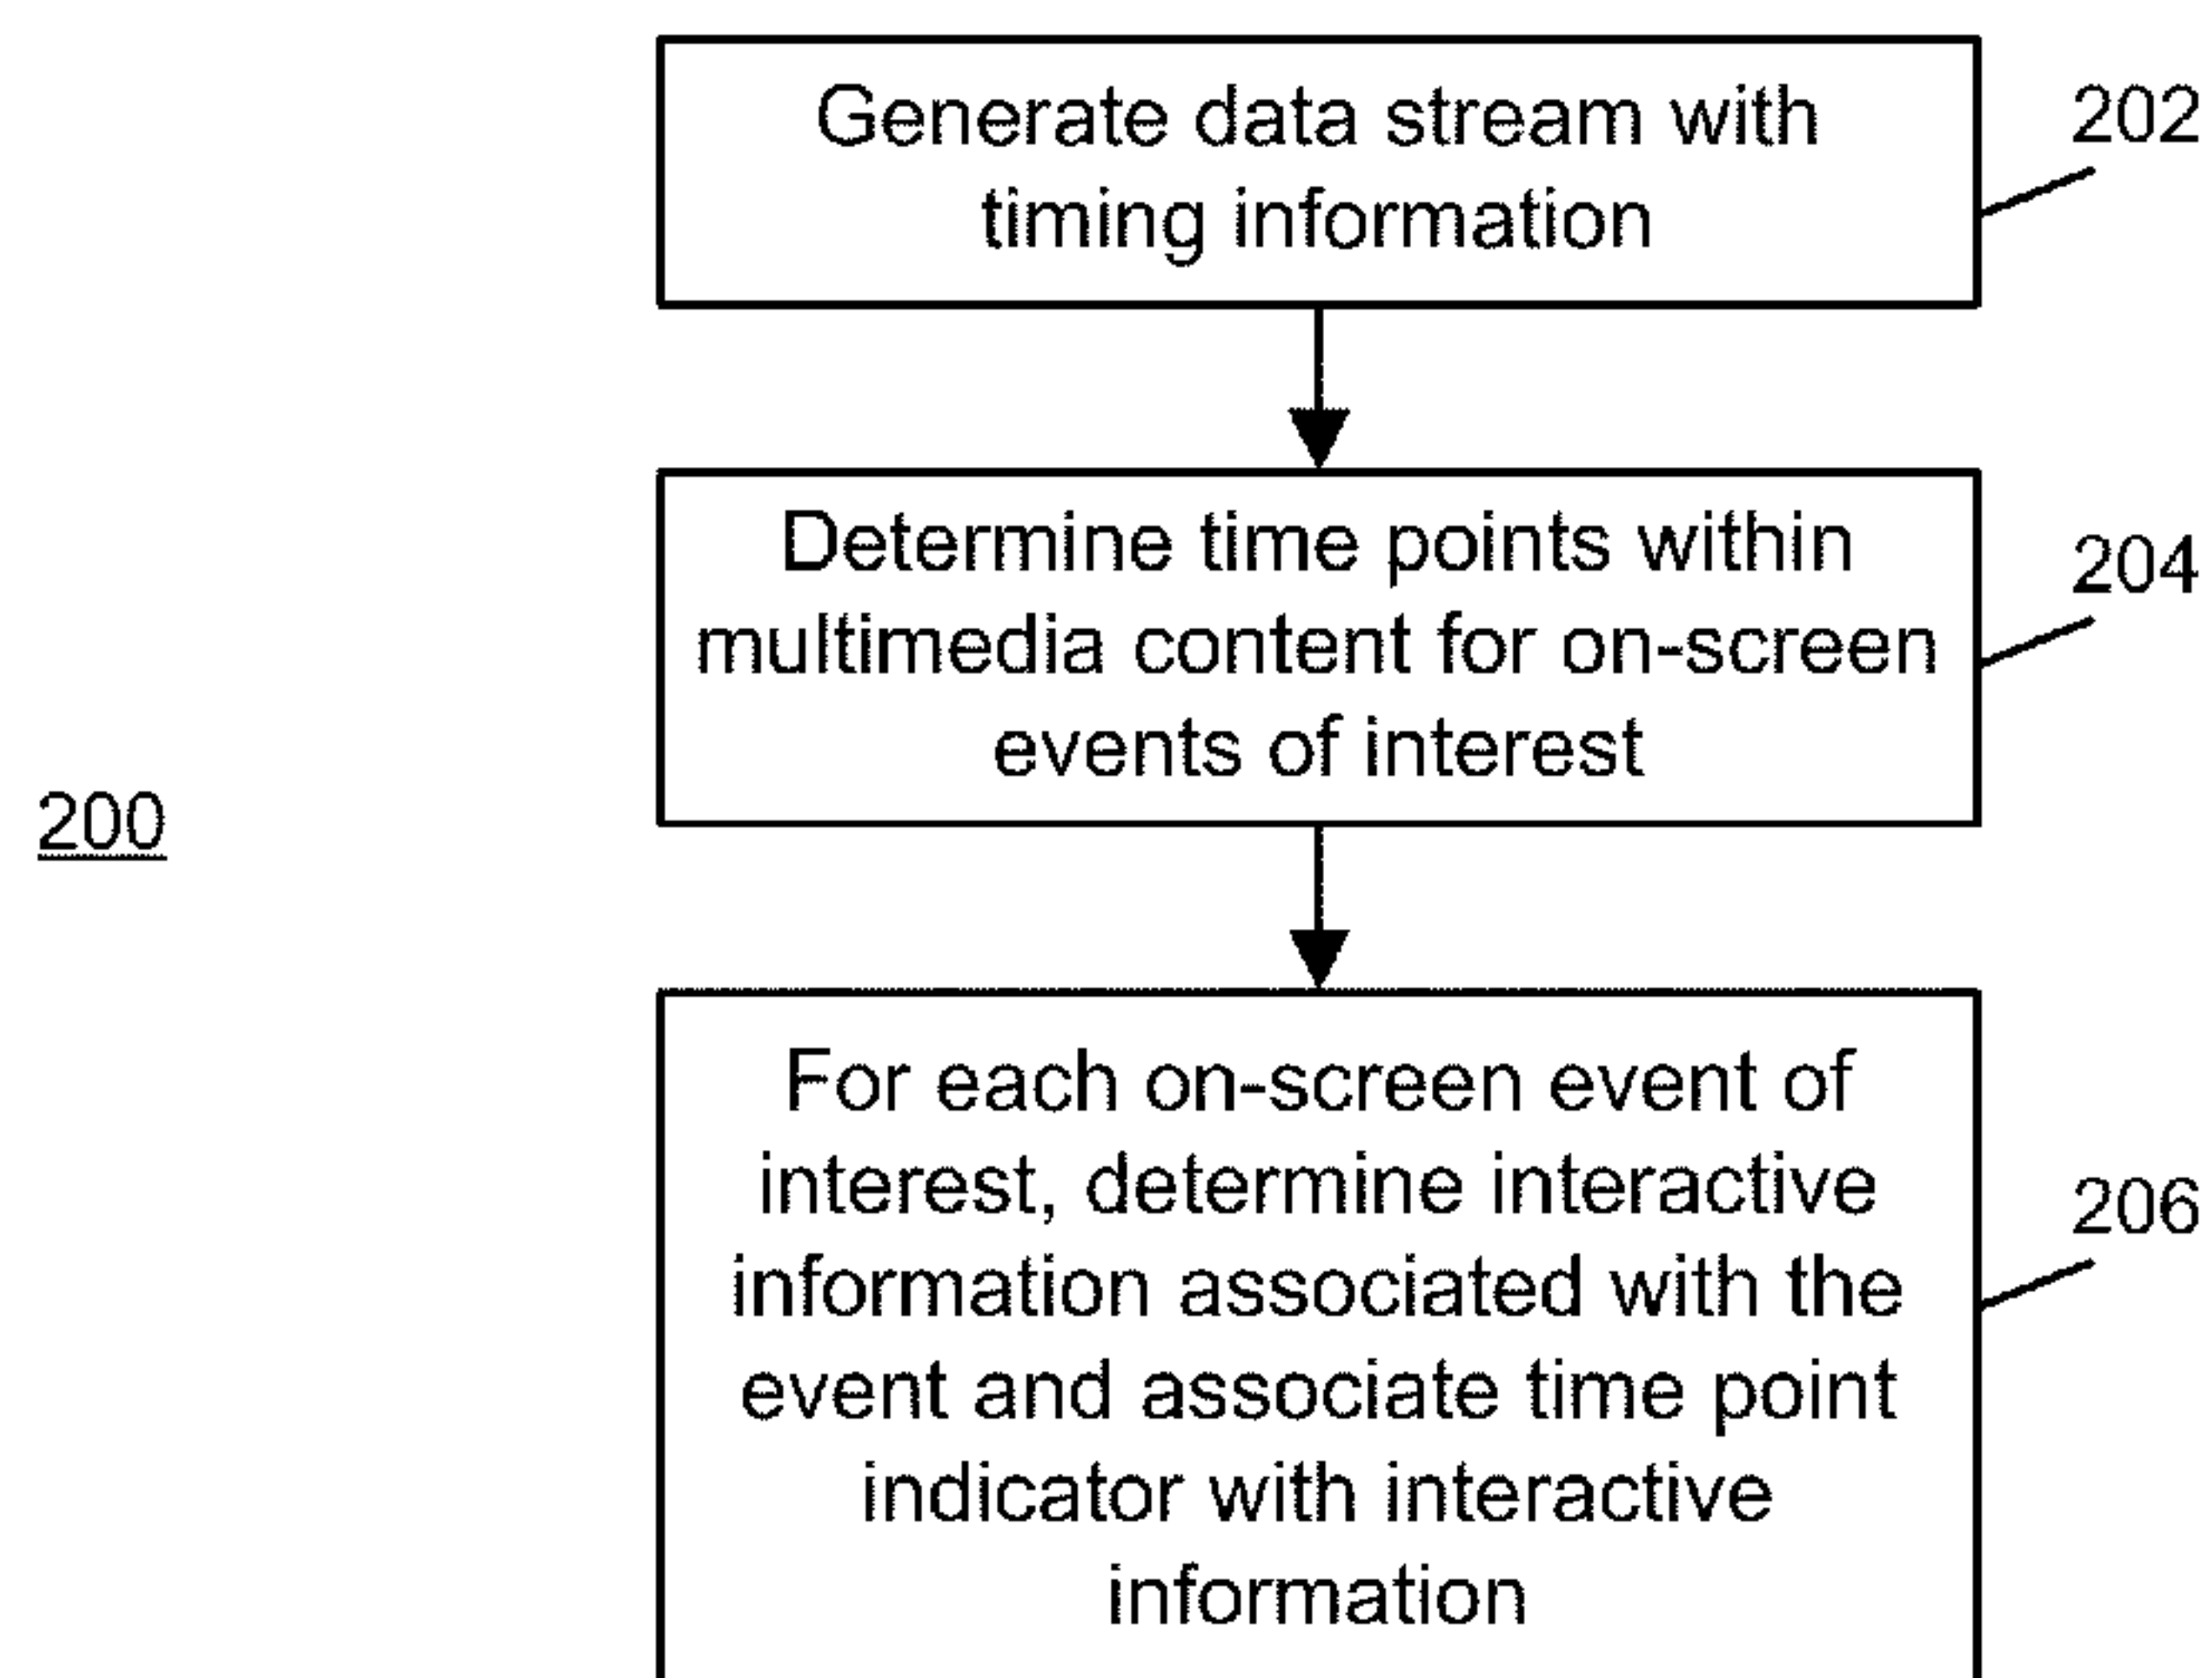 Generate data stream with
timing information
202
Determine time points within
multimedia content for on-screen
events of interest
204
200
For each on-screen event of
interest, determine interactive
information associated with the
event and associate time point
indicator with interactive
information
206